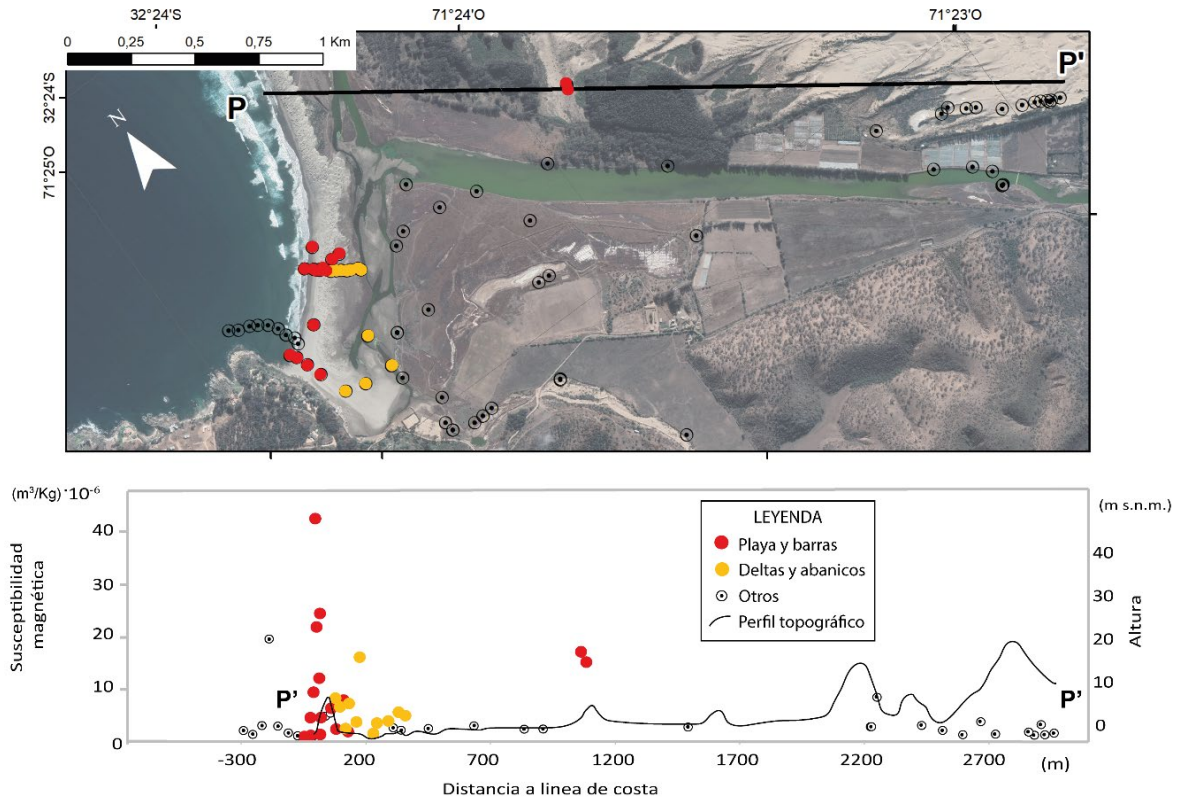 32°24'S
71°24'O
71°23'O
0 0,25 0,5 0,75 1 Km
P
P'
32°24'S
71°25'O
N
(m³/Kg)·10⁻⁶
(m s.n.m.)
Susceptibilidad
magnética
40
30
20
10
0
LEYENDA
Playa y barras
Deltas y abanicos
Otros
Perfil topográfico
Altura
40
30
20
10
0
P'
P'
-300 200 700 1200 1700 2200 2700 (m)
Distancia a linea de costa